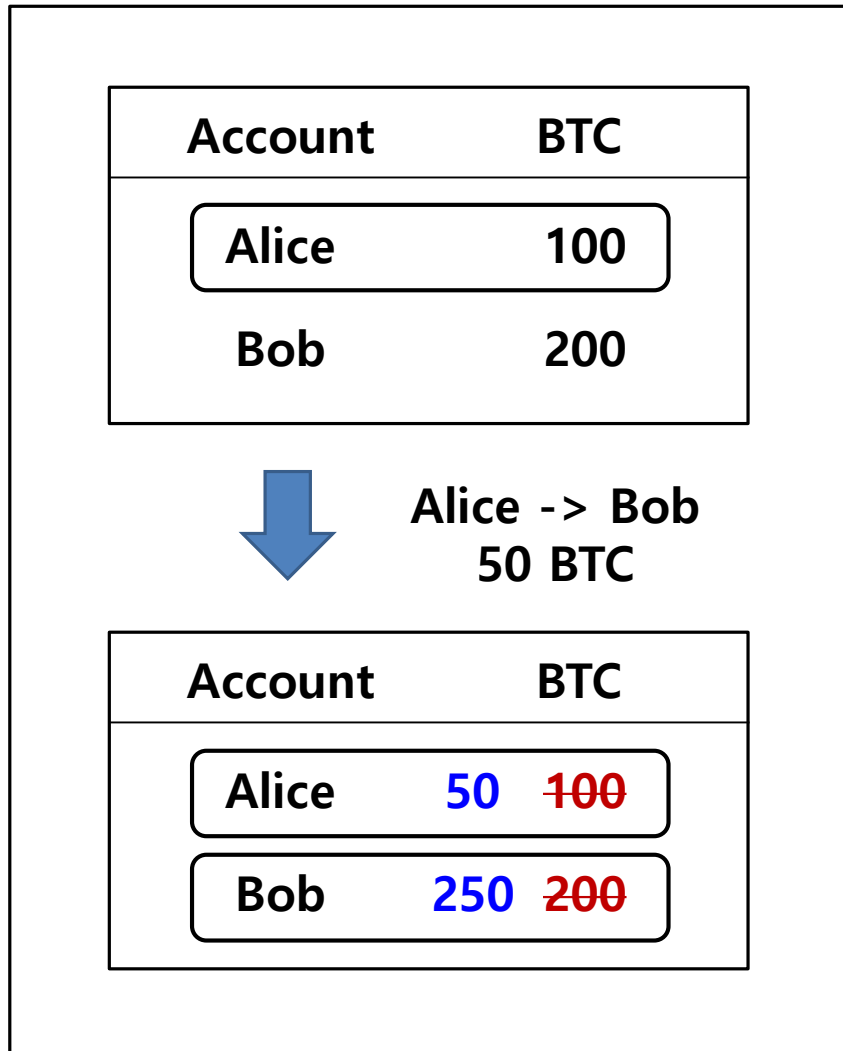 Account BTC
Alice 100
Bob 200
Alice -> Bob
50 BTC
Account BTC
Alice 50 100
Bob 250 200